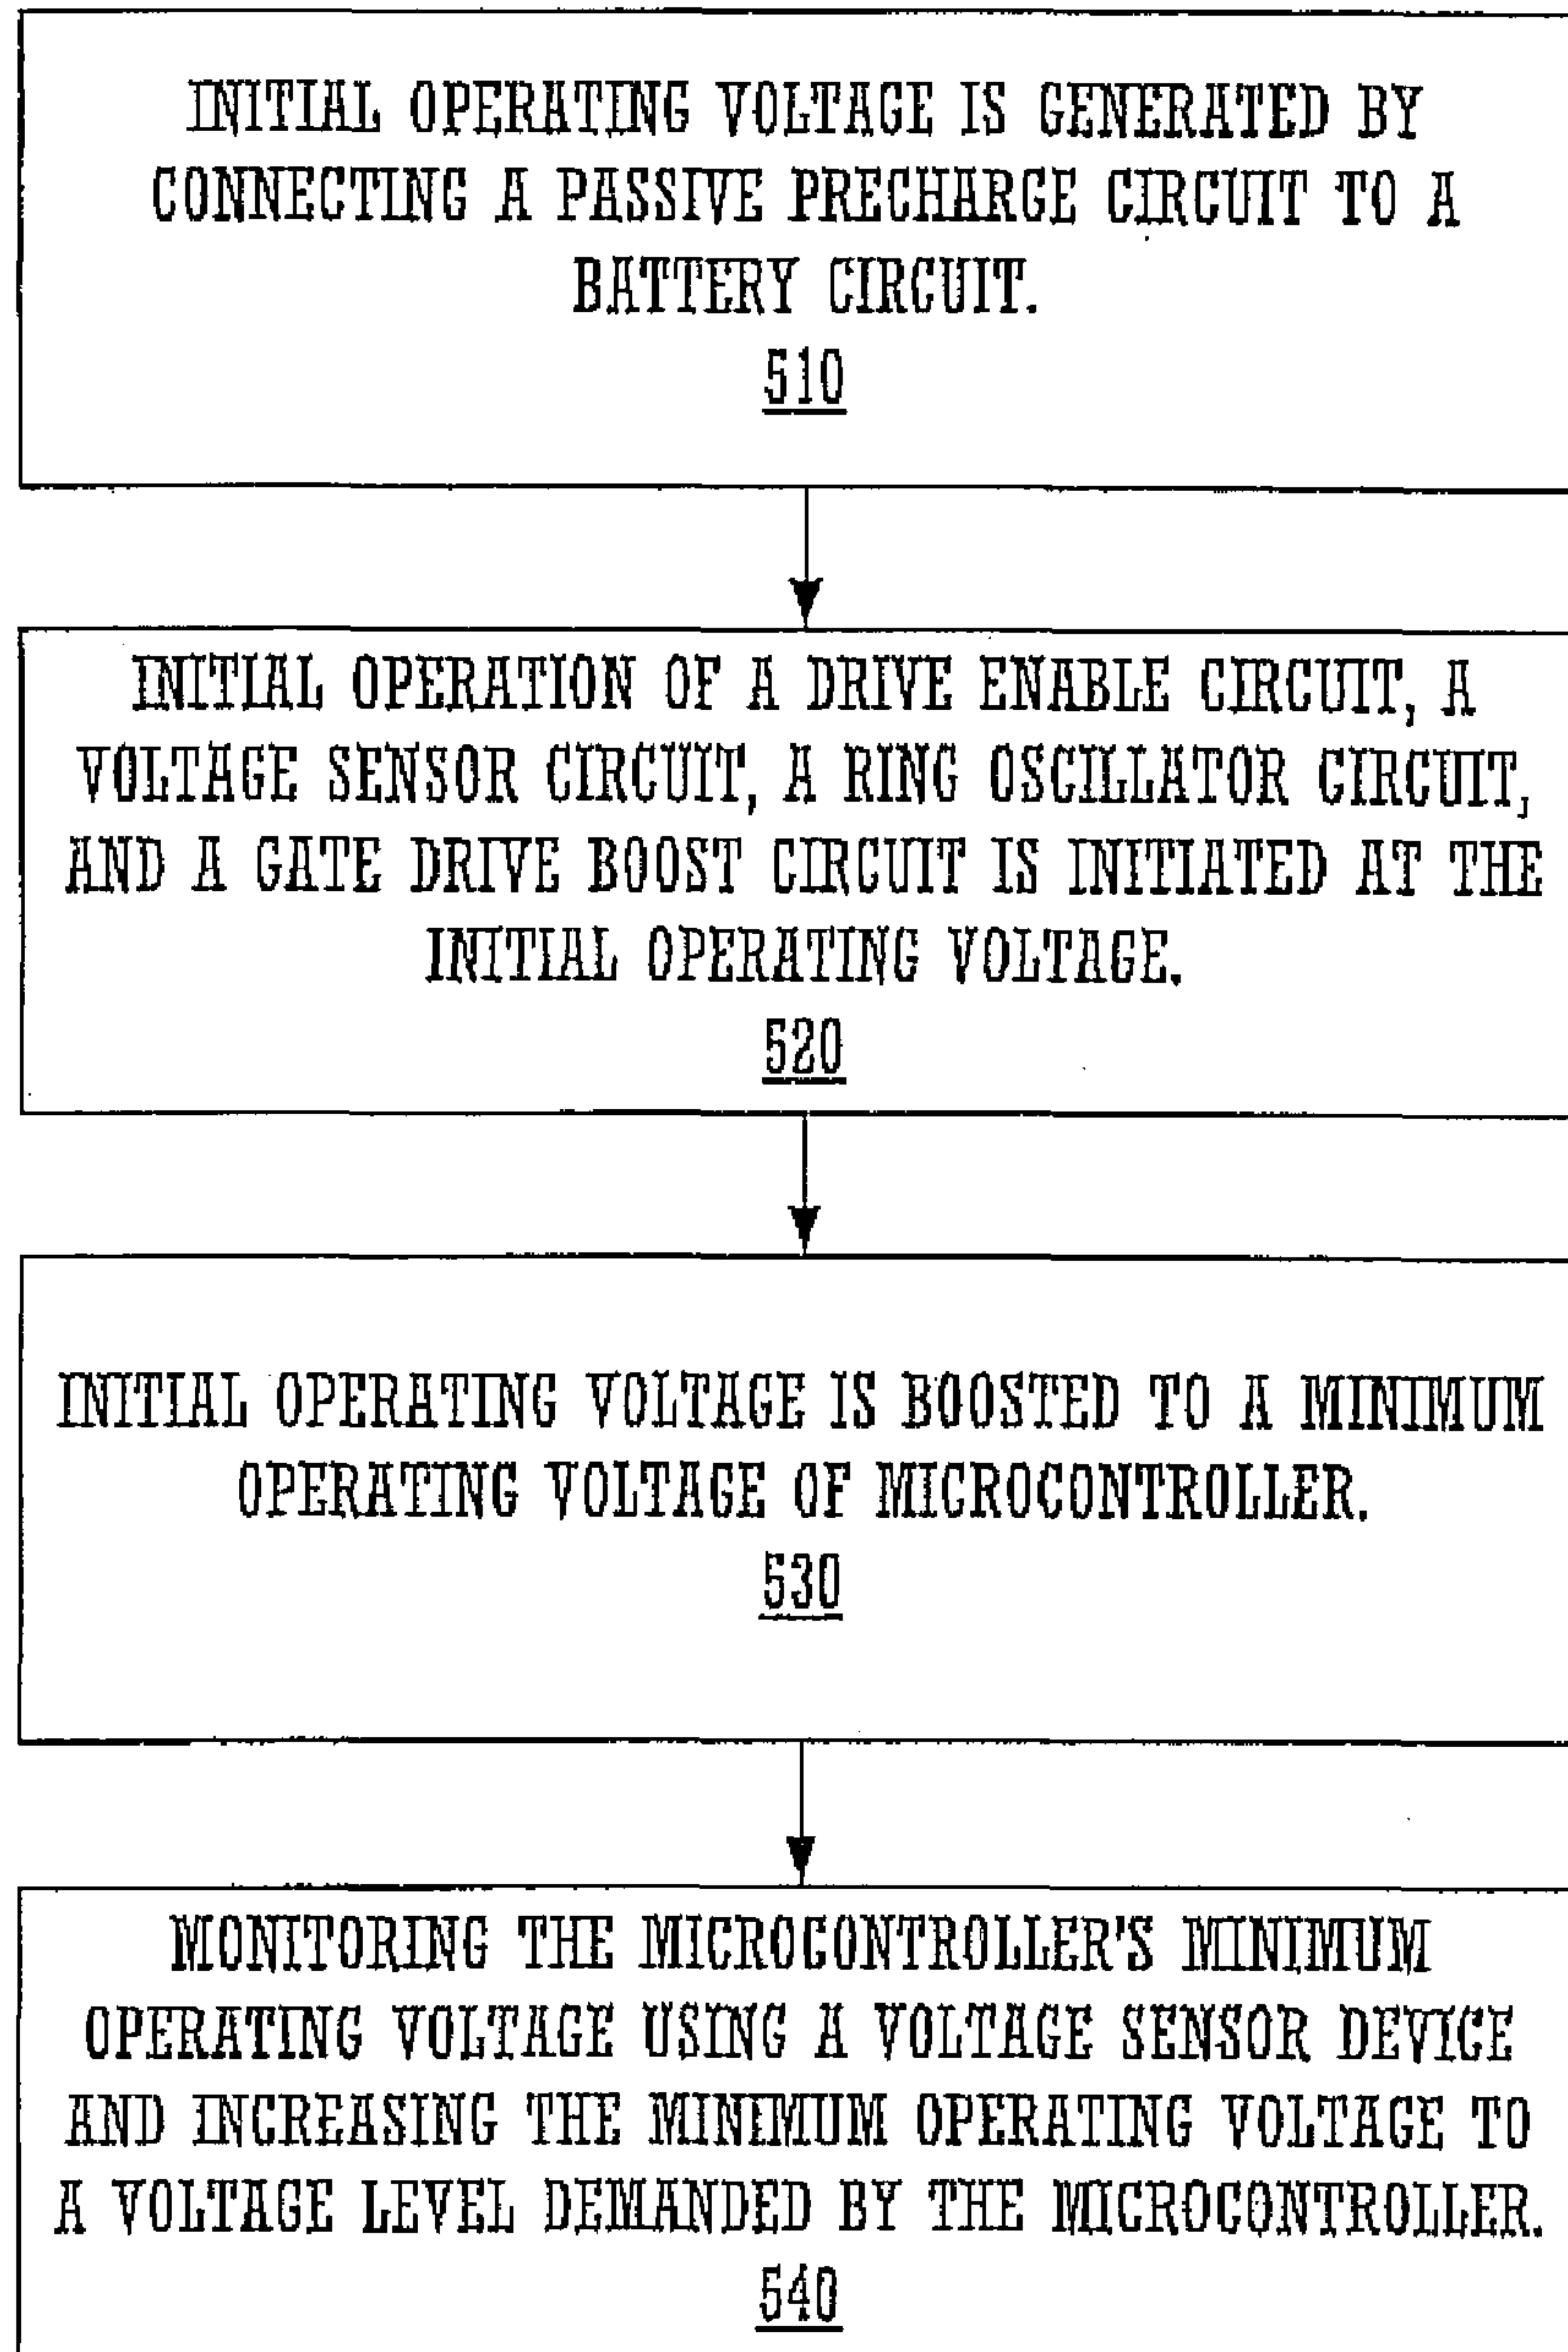 INITIAL OPERATING VOLTAGE IS GENERATED BY
CONNECTING A PASSIVE PRECHARGE CIRCUIT TO A
BATTERY CIRCUIT.
510
INITIAL OPERATION OF A DRIVE ENABLE CIRCUIT, A
VOLTAGE SENSOR CIRCUIT, A RING OSCILLATOR CIRCUIT,
AND A GATE DRIVE BOOST CIRCUIT IS INITIATED AT THE
INITIAL OPERATING VOLTAGE.
520
INITIAL OPERATING VOLTAGE IS BOOSTED TO A MINIMUM
OPERATING VOLTAGE OF MICROCONTROLLER.
530
MONITORING THE MICROCONTROLLER'S MINIMUM
OPERATING VOLTAGE USING A VOLTAGE SENSOR DEVICE
AND INCREASING THE MINIMUM OPERATING VOLTAGE TO
A VOLTAGE LEVEL DEMANDED BY THE MICROCONTROLLER.
540